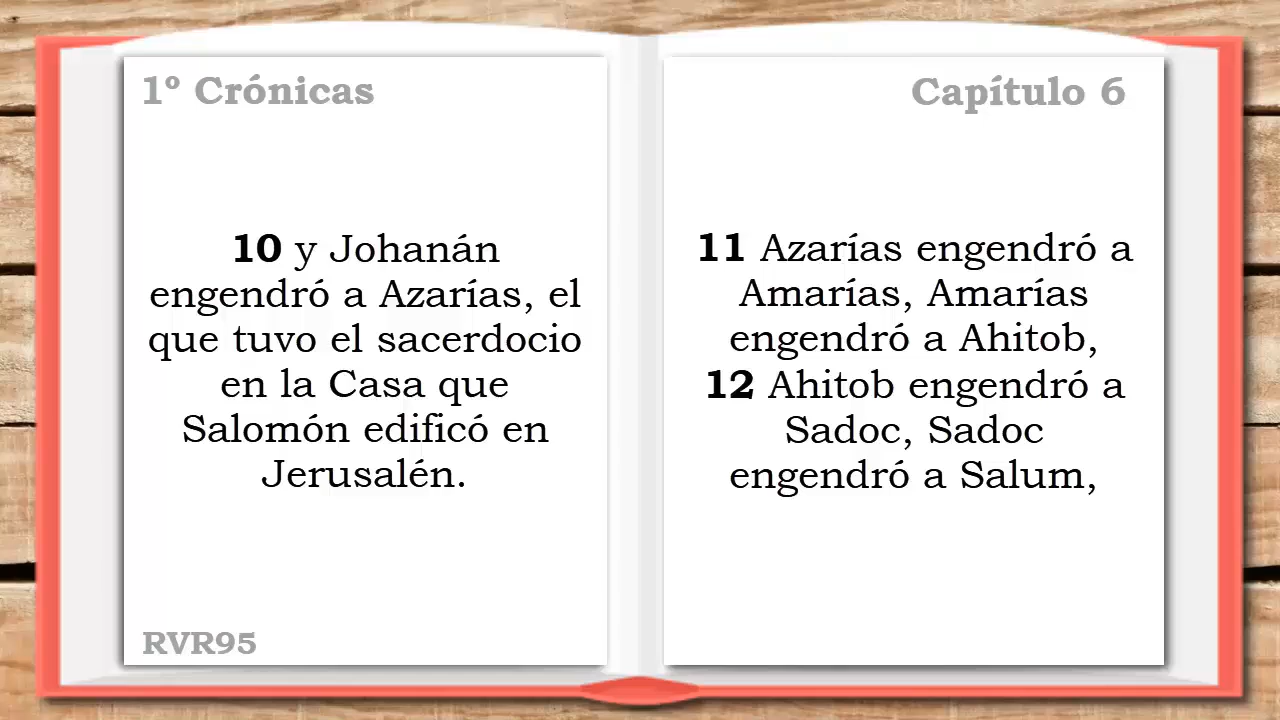 1º Crónicas
10 y Johanán
engendró a Azarías, el
que tuvo el sacerdocio
en la Casa que
Salomón edificó en
Jerusalén.
RVR95
Capítulo 6
11 Azarías engendró a
Amarías, Amarías
engendró a Ahitob,
12 Ahitob engendró a
Sadoc, Sadoc
engendró a Salum,